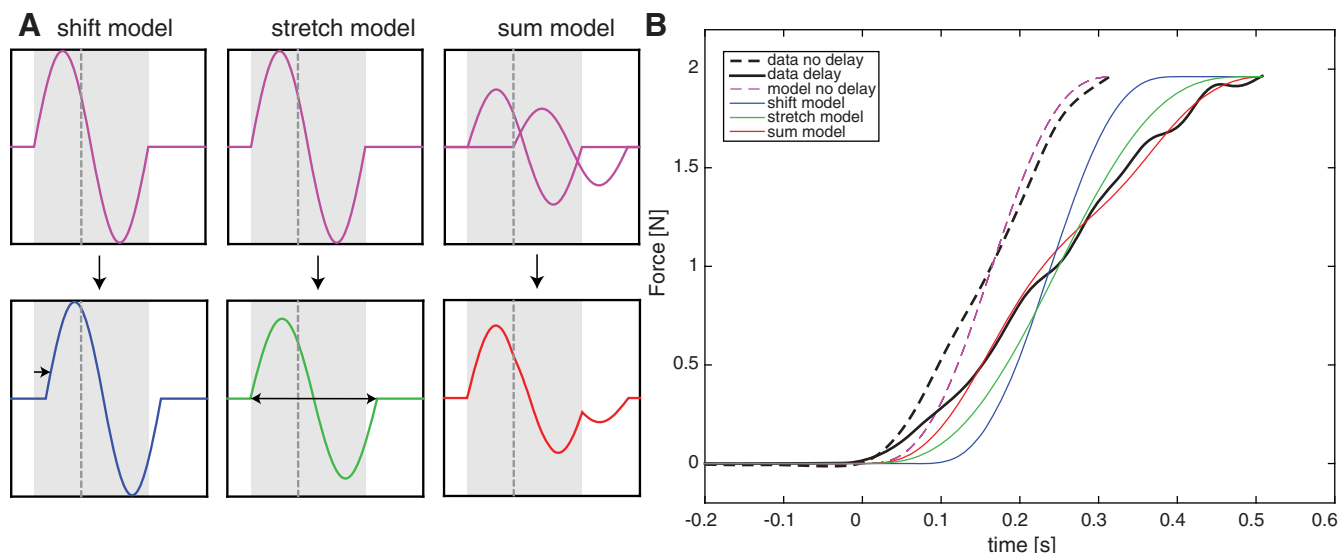 A
shift model
stretch model
sum model
B
data no delay
data delay
model no delay
shift model
stretch model
sum model
Force [N]
2
1.5
1
0.5
0
-0.2
-0.1
0
0.1
0.2
0.3
0.4
0.5
0.6
time [s]